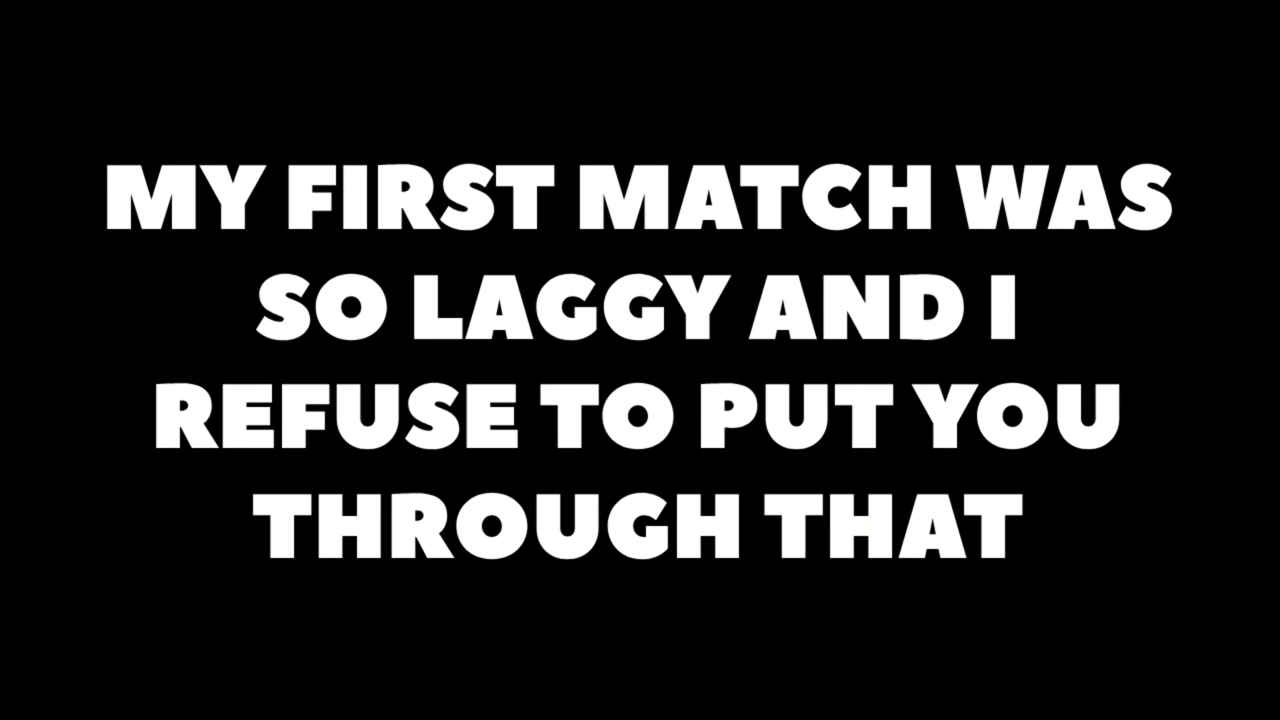 MY FIRST MATCH WAS
SO LAGGY AND I
REFUSE TO PUT YOU
THROUGH THAT